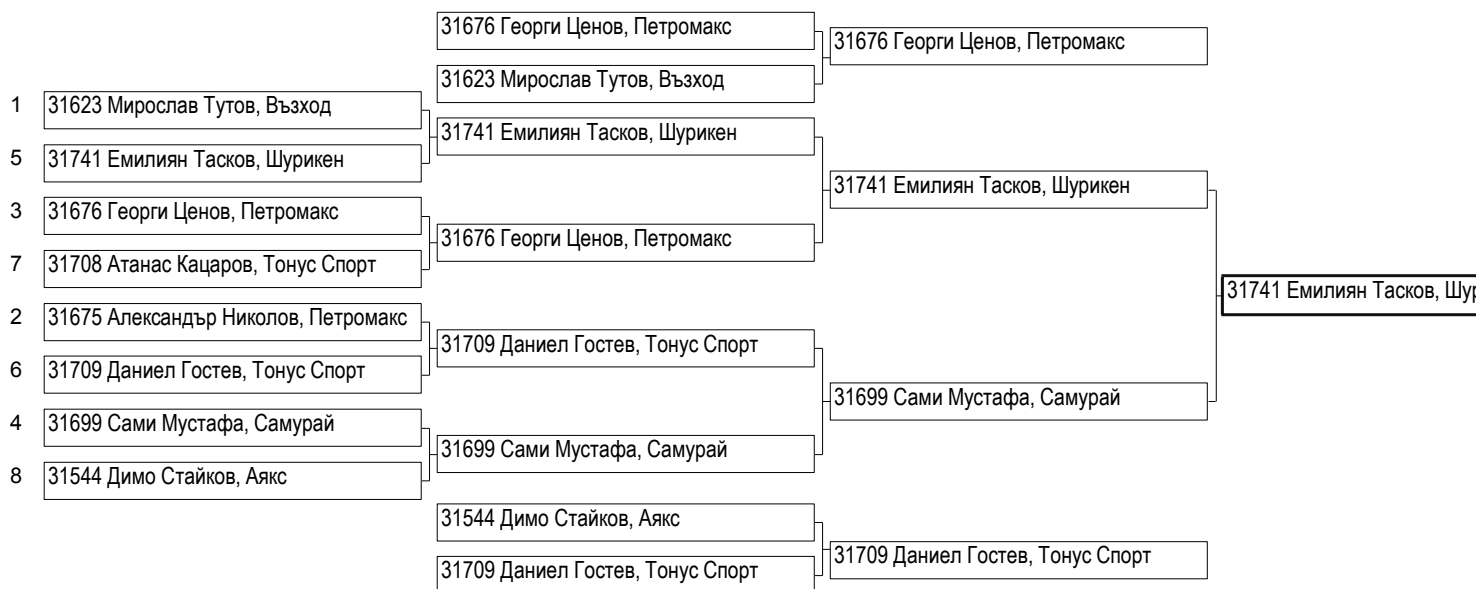 31676 Георги Ценов, Петромакс
31676 Георги Ценов, Петромакс
31623 Мирослав Тутов, Възход
1 31623 Мирослав Тутов, Възход
31741 Емилиян Тасков, Шурикен
5 31741 Емилиян Тасков, Шурикен
31741 Емилиян Тасков, Шурикен
3 31676 Георги Ценов, Петромакс
31676 Георги Ценов, Петромакс
7 31708 Атанас Кацаров, Тонус Спорт
31741 Емилиян Тасков, Шур
2 31675 Александър Николов, Петромакс
31709 Даниел Гостев, Тонус Спорт
6 31709 Даниел Гостев, Тонус Спорт
31699 Сами Мустафа, Самурай
4 31699 Сами Мустафа, Самурай
31699 Сами Мустафа, Самурай
8 31544 Димо Стайков, Аякс
31544 Димо Стайков, Аякс
31709 Даниел Гостев, Тонус Спорт
31709 Даниел Гостев, Тонус Спорт